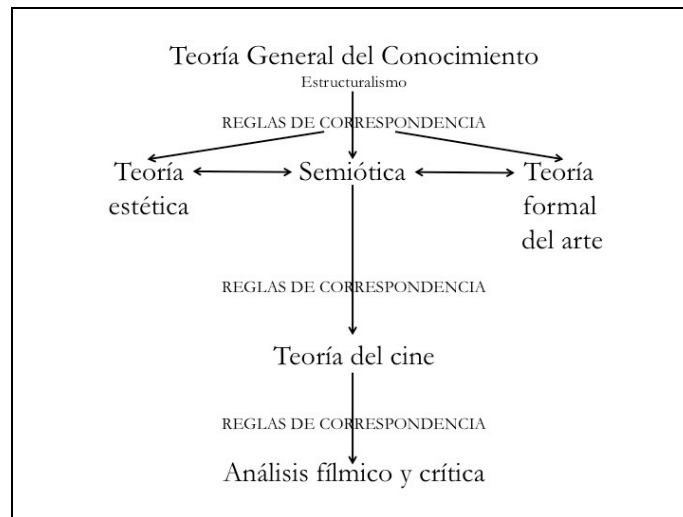 Teoría General del Conocimiento
Estructuralismo
REGLAS DE CORRESPONDENCIA
Teoría
estética
Semiótica
Teoría
formal
del arte
REGLAS DE CORRESPONDENCIA
Teoría del cine
REGLAS DE CORRESPONDENCIA
Análisis fílmico y crítica